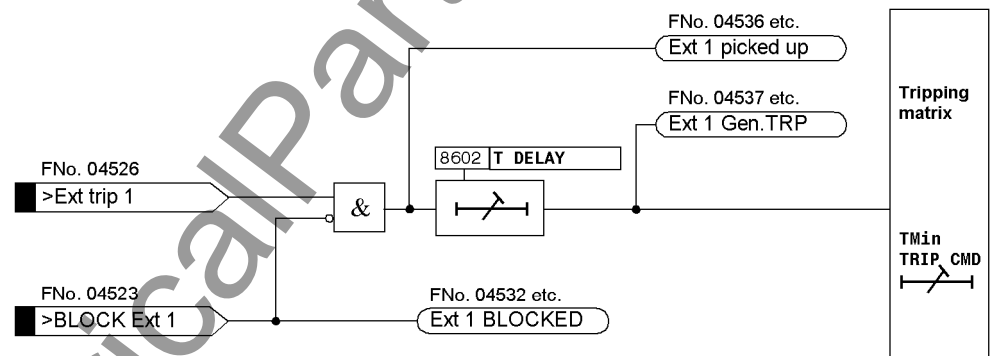 FNo. 04536 etc.
Ext 1 picked up
FNo. 04537 etc.
Ext 1 Gen.TRP
Tripping
matrix
8602 T DELAY
FNo. 04526
>Ext trip 1
&
TMin
TRIP CMD
FNo. 04523
>BLOCK Ext 1
FNo. 04532 etc.
Ext 1 BLOCKED
icalPar